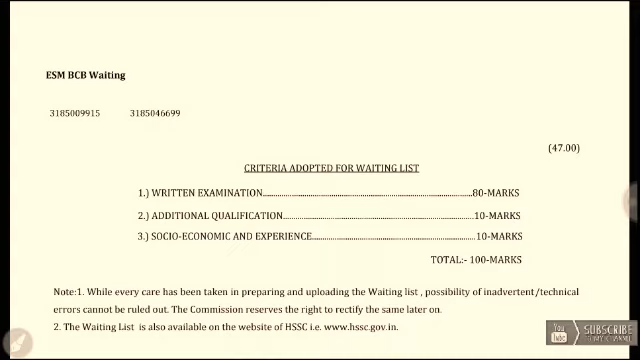 ESM BCB Waiting
3185009915 3185046699
(47.00)
CRITERIA ADOPTED FOR WAITING LIST
1.) WRITTEN EXAMINATION..........................................................................80-MARKS
2.) ADDITIONAL QUALIFICATION...................................................................10-MARKS
3.) SOCIO-ECONOMIC AND EXPERIENCE.........................................................10-MARKS
TOTAL:- 100-MARKS
Note:1. While every care has been taken in preparing and uploading the Waiting list , possibility of inadvertent/technical
errors cannot be ruled out. The Commission reserves the right to rectify the same later on.
2. The Waiting List is also available on the website of HSSC i.e. www.hssc.gov.in.
You Tube SUBSCRIBE
TO MY CHANNEL